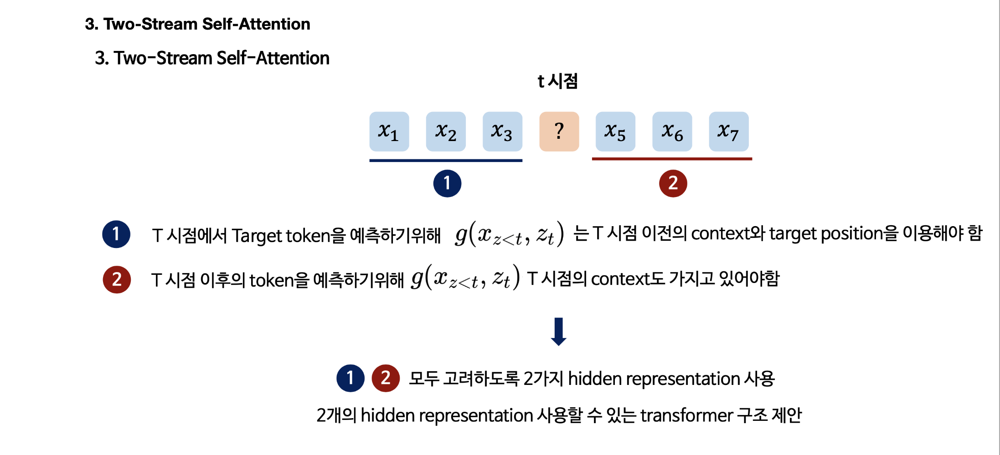 3. Two-Stream Self-Attention
3. Two-Stream Self-Attention
t 시점
x₁ x₂ x₃ ? x₅ x₆ x₇
1 2
1 T 시점에서 Target token을 예측하기위해 g(x_{z<t}, z_t) 는 T 시점 이전의 context와 target position을 이용해야 함
2 T 시점 이후의 token을 예측하기위해 g(x_{z<t}, z_t) T 시점의 context도 가지고 있어야함
1 2 모두 고려하도록 2가지 hidden representation 사용
2개의 hidden representation 사용할 수 있는 transformer 구조 제안